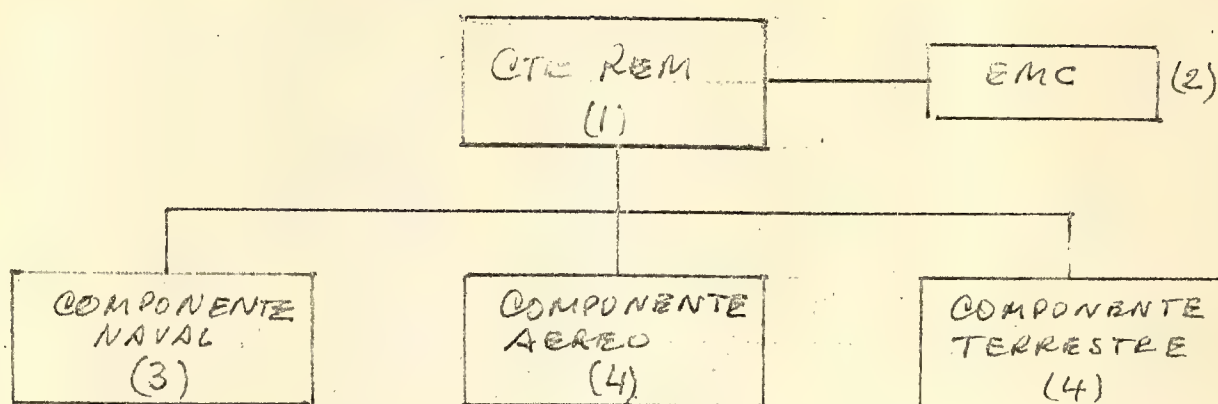 CTE REM
(1)
EMC
(2)
COMPONENTE
NAVAL
(3)
COMPONENTE
AEREO
(4)
COMPONENTE
TERRESTRE
(4)